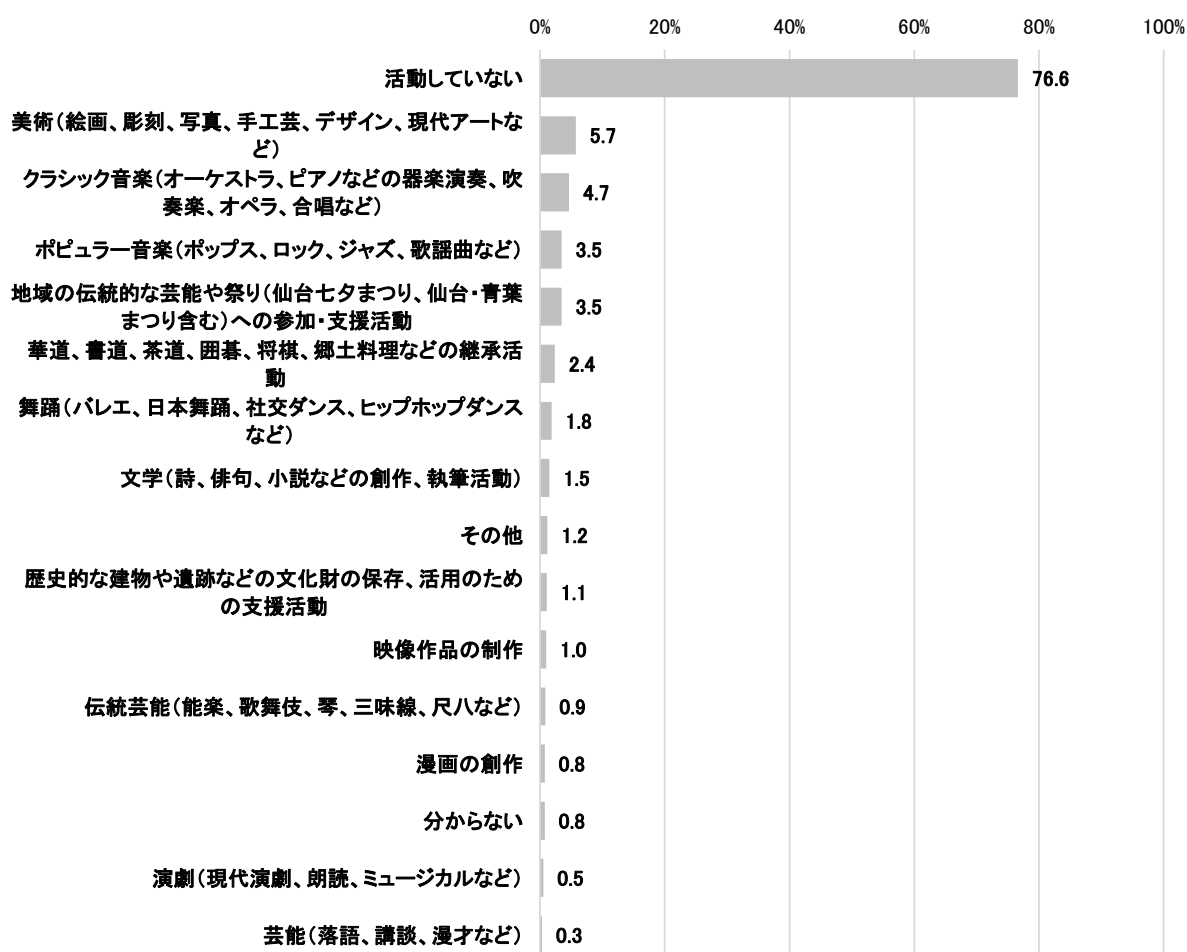 0% 20% 40% 60% 80% 100%
活動していない 76.6
美術(絵画、彫刻、写真、手工芸、デザイン、現代アートな
ど) 5.7
クラシック音楽(オーケストラ、ピアノなどの器楽演奏、吹
奏楽、オペラ、合唱など) 4.7
ポピュラー音楽(ポップス、ロック、ジャズ、歌謡曲など) 3.5
地域の伝統的な芸能や祭り(仙台七夕まつり、仙台・青葉
まつり含む)への参加・支援活動 3.5
華道、書道、茶道、囲碁、将棋、郷土料理などの継承活
動 2.4
舞踊(バレエ、日本舞踊、社交ダンス、ヒップホップダンス
など) 1.8
文学(詩、俳句、小説などの創作、執筆活動) 1.5
その他 1.2
歴史的な建物や遺跡などの文化財の保存、活用のため
の支援活動 1.1
映像作品の制作 1.0
伝統芸能(能楽、歌舞伎、琴、三味線、尺八など) 0.9
漫画の創作 0.8
分からない 0.8
演劇(現代演劇、朗読、ミュージカルなど) 0.5
芸能(落語、講談、漫才など) 0.3